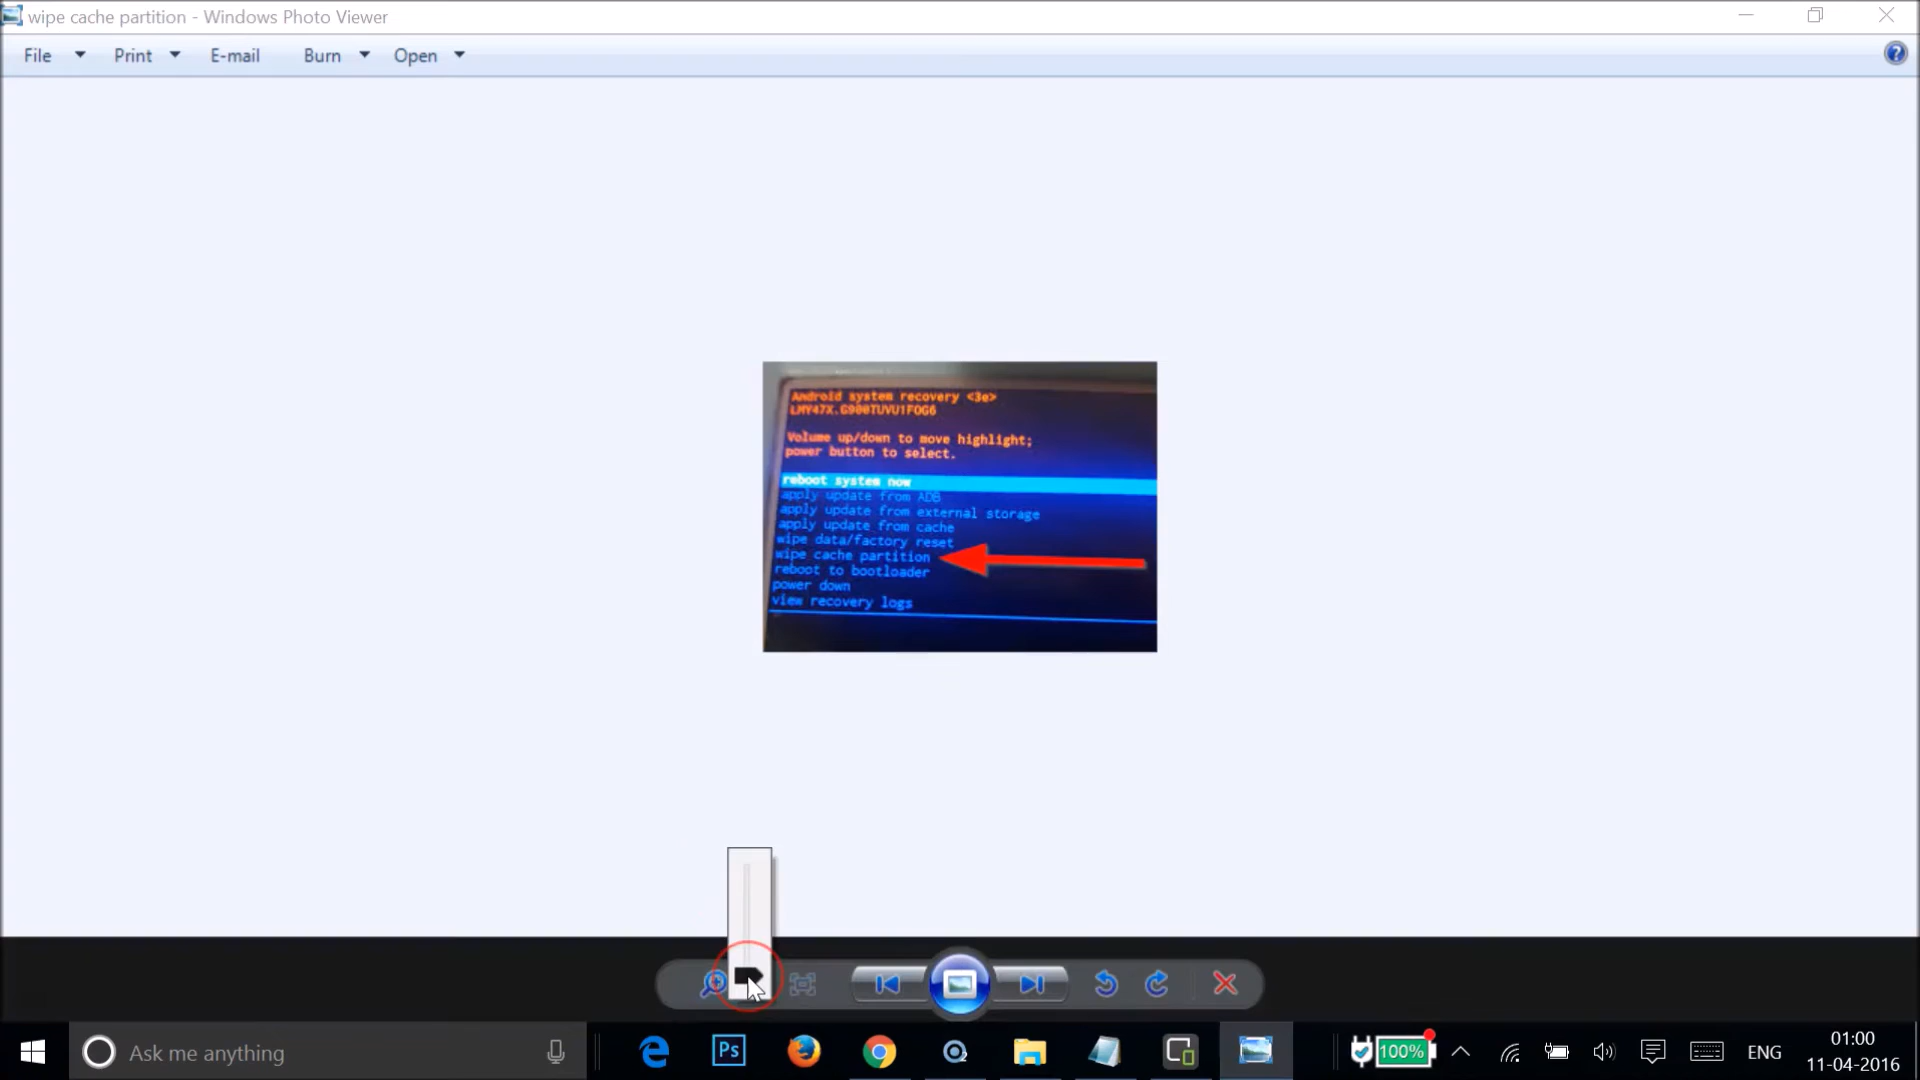 wipe cache partition - Windows Photo Viewer
File Print E-mail Burn Open
Android system recovery <3e>
LMY47X.G900TUVU1FOG6
Volume up/down to move highlight;
power button to select.
reboot system now
apply update from ADB
apply update from external storage
apply update from cache
wipe data/factory reset
wipe cache partition
reboot to bootloader
power down
view recovery logs
Ask me anything
Ps
100%
ENG
01:00
11-04-2016